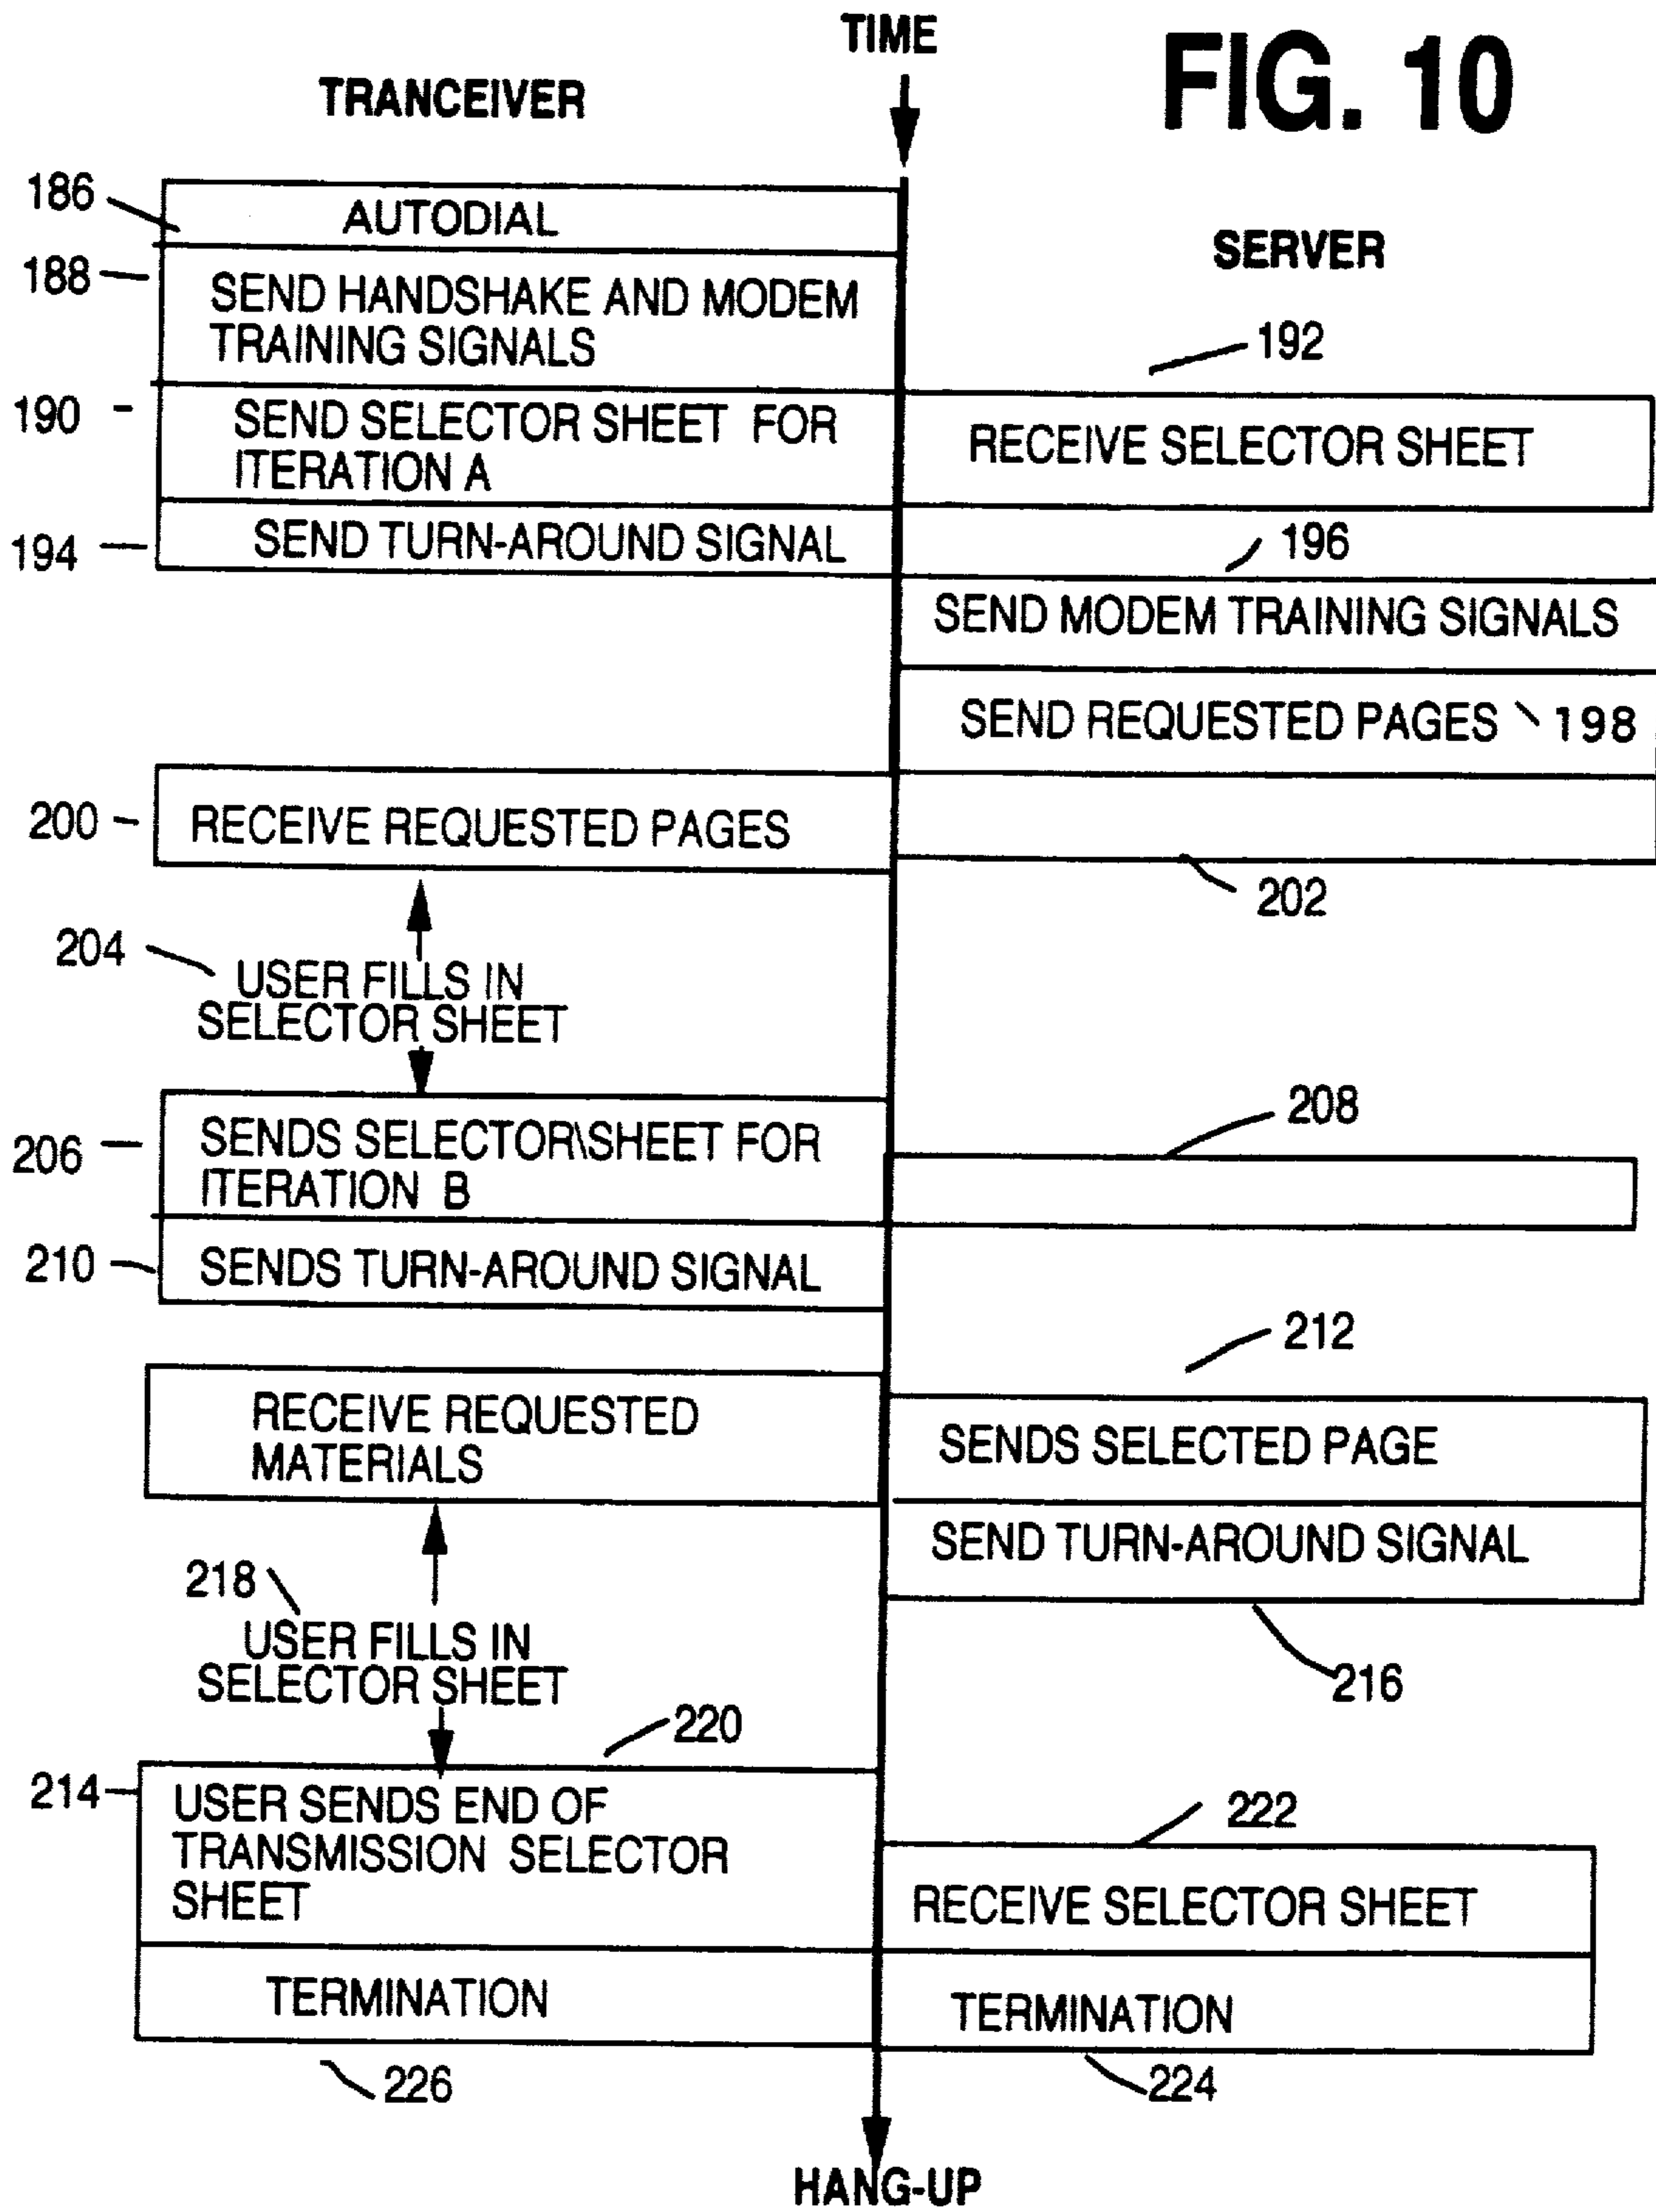 TIME
FIG. 10
TRANCEIVER
186
AUTODIAL
SERVER
188
SEND HANDSHAKE AND MODEM
TRAINING SIGNALS
192
190
SEND SELECTOR SHEET FOR
ITERATION A
RECEIVE SELECTOR SHEET
194
SEND TURN-AROUND SIGNAL
196
SEND MODEM TRAINING SIGNALS
SEND REQUESTED PAGES
198
200
RECEIVE REQUESTED PAGES
202
204
USER FILLS IN
SELECTOR SHEET
208
206
SENDS SELECTOR\SHEET FOR
ITERATION B
210
SENDS TURN-AROUND SIGNAL
212
RECEIVE REQUESTED
MATERIALS
SENDS SELECTED PAGE
SEND TURN-AROUND SIGNAL
218
USER FILLS IN
SELECTOR SHEET
216
220
214
USER SENDS END OF
TRANSMISSION SELECTOR
SHEET
222
RECEIVE SELECTOR SHEET
TERMINATION
TERMINATION
226
224
HANG-UP